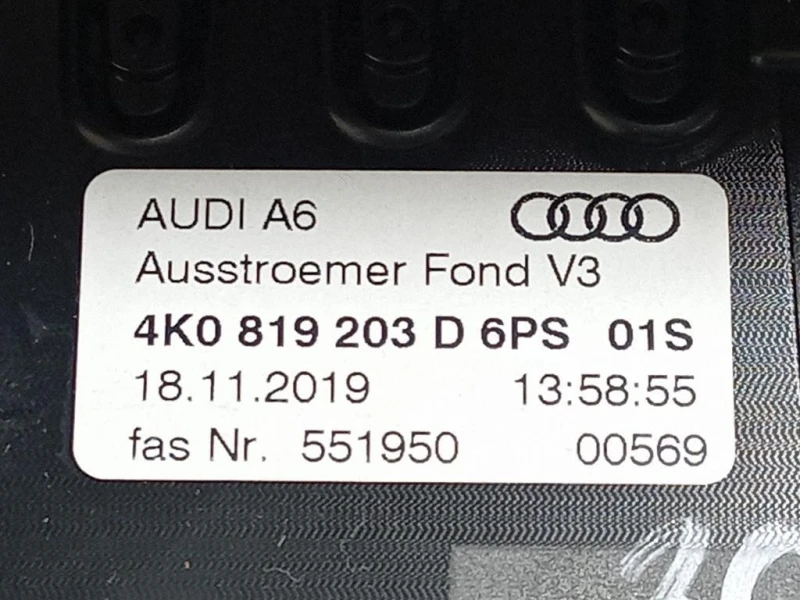 AUDI A6
Ausstroemer Fond V3
4K0 819 203 D 6PS 01S
18.11.2019 13:58:55
fas Nr. 551950 00569